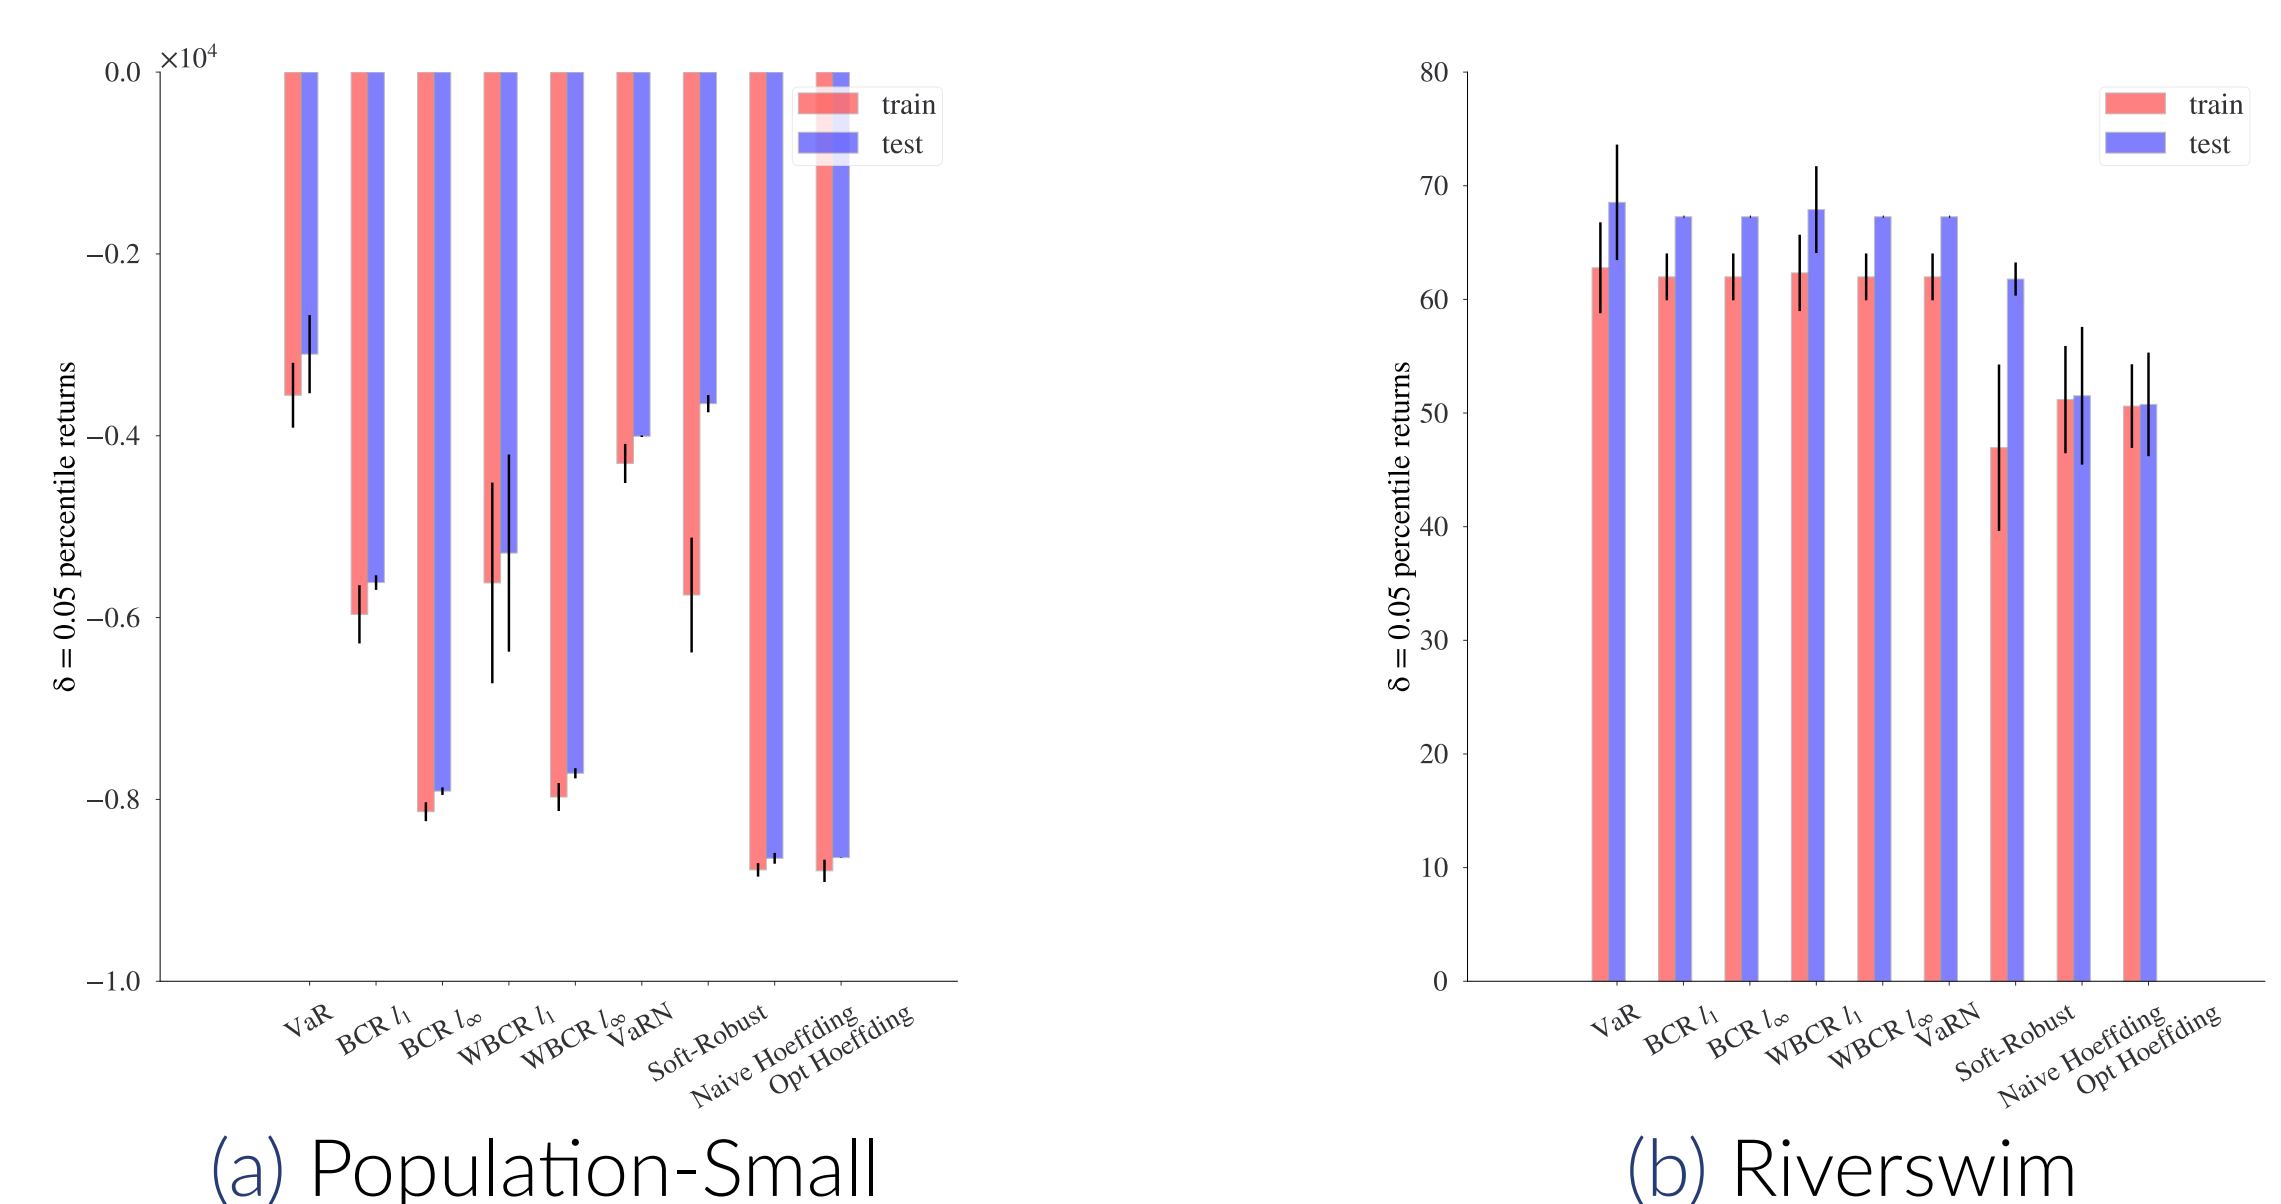 ×10⁴
0.0
−0.2
−0.4
−0.6
−0.8
−1.0
δ = 0.05 percentile returns
train
test
VaR
BCR l₁
BCR l∞
WBCR l₁
WBCR l∞
VaRN
Soft-Robust
Naive Hoeffding
Opt Hoeffding
(a) Population-Small
80
70
60
50
40
30
20
10
0
δ = 0.05 percentile returns
train
test
VaR
BCR l₁
BCR l∞
WBCR l₁
WBCR l∞
VaRN
Soft-Robust
Naive Hoeffding
Opt Hoeffding
(b) Riverswim